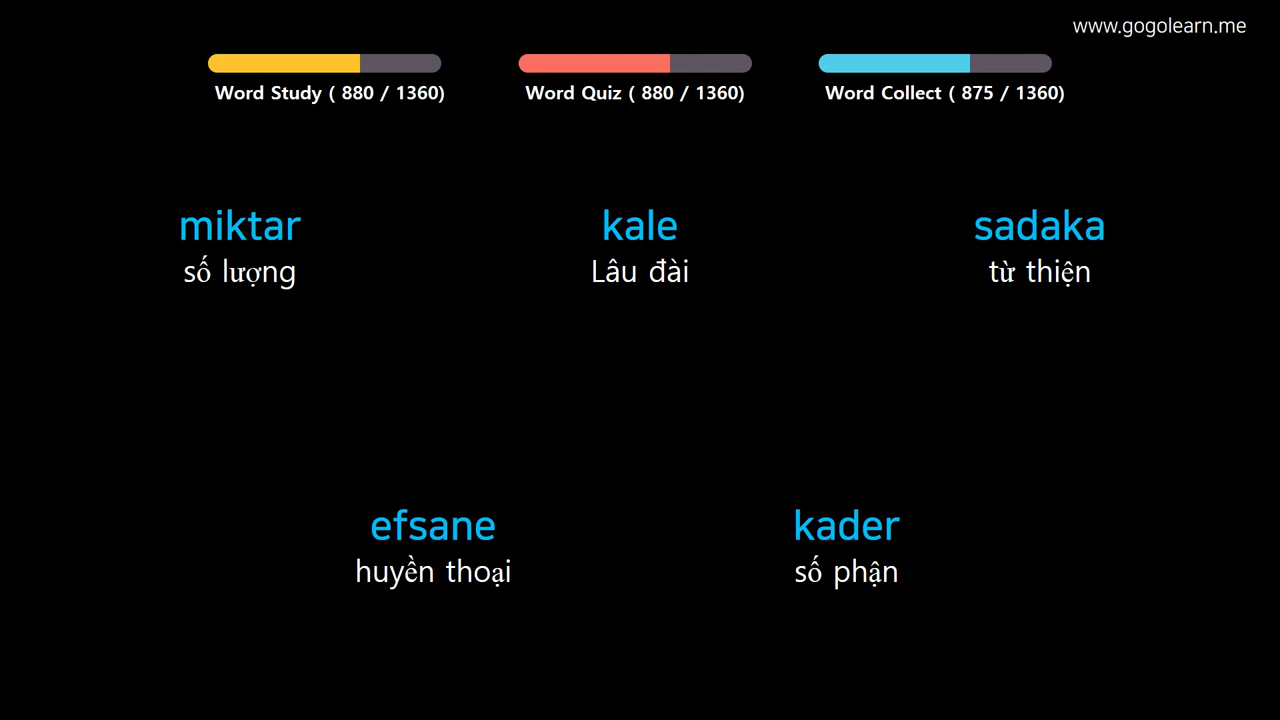 www.gogolearn.me
Word Study ( 880 / 1360)
Word Quiz ( 880 / 1360)
Word Collect ( 875 / 1360)
miktar
số lượng
kale
Lâu đài
sadaka
từ thiện
efsane
huyền thoại
kader
số phận